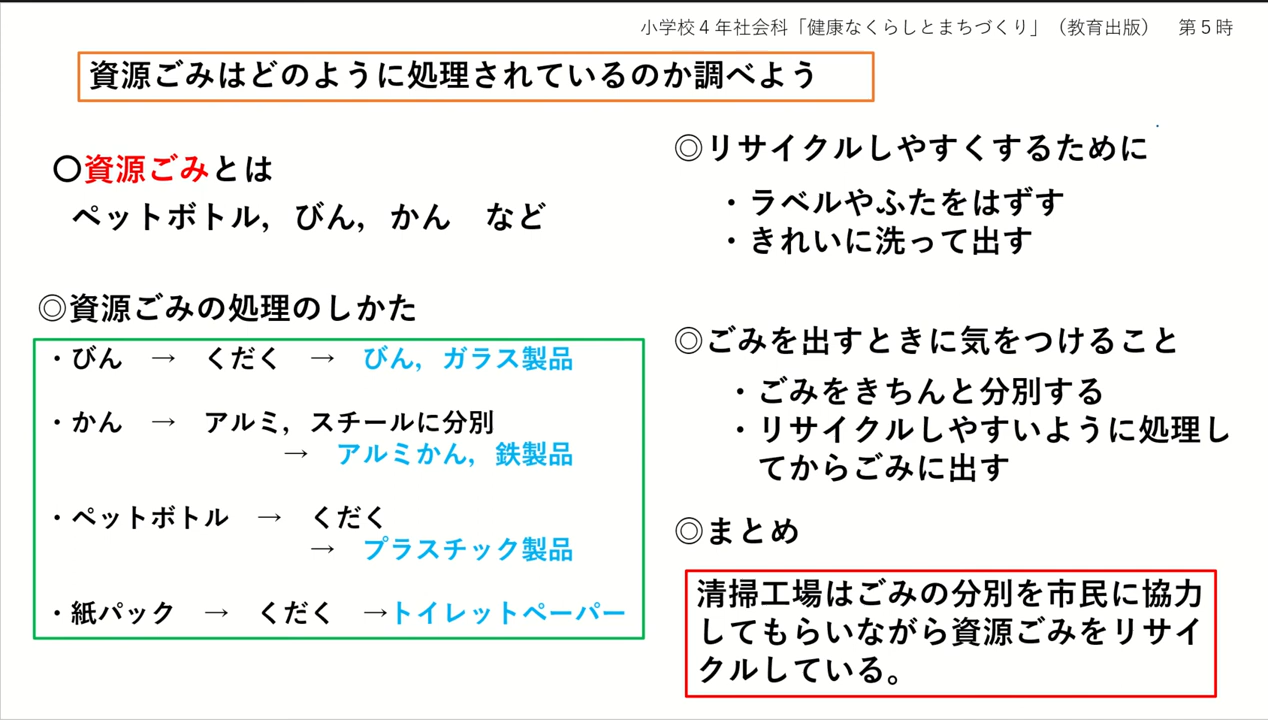 小学校４年社会科「健康なくらしとまちづくり」（教育出版）　第５時
資源ごみはどのように処理されているのか調べよう
〇資源ごみとは
ペットボトル，びん，かん　など
◎資源ごみの処理のしかた
・びん　→　くだく　→　びん，ガラス製品
・かん　→　アルミ，スチールに分別
→　アルミかん，鉄製品
・ペットボトル　→　くだく
→　プラスチック製品
・紙パック　→　くだく　→トイレットペーパー
◎リサイクルしやすくするために
・ラベルやふたをはずす
・きれいに洗って出す
◎ごみを出すときに気をつけること
・ごみをきちんと分別する
・リサイクルしやすいように処理し
てからごみに出す
◎まとめ
清掃工場はごみの分別を市民に協力
してもらいながら資源ごみをリサイ
クルしている。